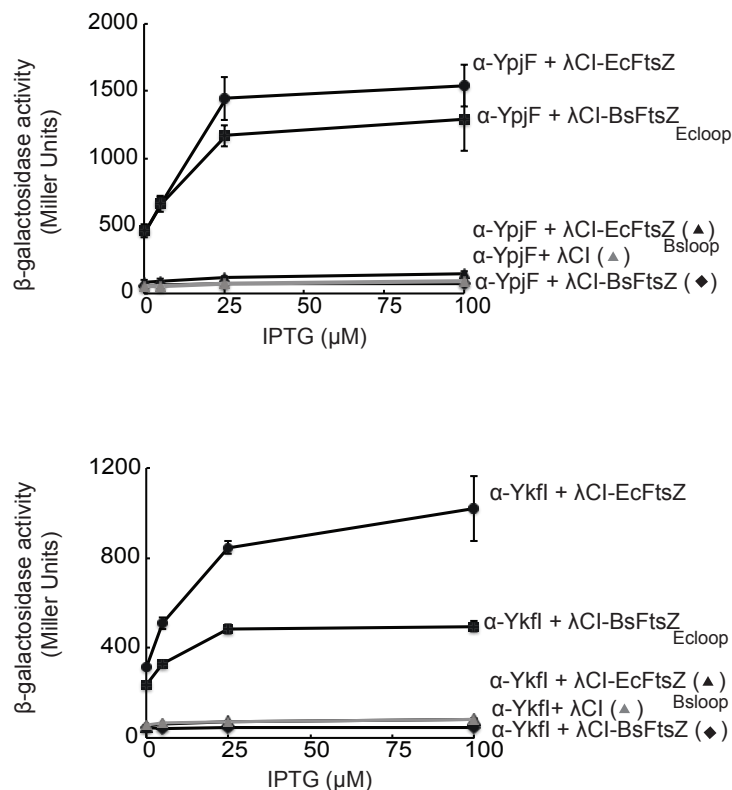 2000
1500
1000
500
0
β-galactosidase activity
(Miller Units)
α-YpjF + λCI-EcFtsZ
α-YpjF + λCI-BsFtsZ
Ecloop
α-YpjF + λCI-EcFtsZ (▲)
Bsloop
α-YpjF+ λCI (▲)
α-YpjF + λCI-BsFtsZ (◆)
0 25 50 75 100
IPTG (μM)
1200
800
400
0
β-galactosidase activity
(Miller Units)
α-YkfI + λCI-EcFtsZ
α-YkfI + λCI-BsFtsZ
Ecloop
α-YkfI + λCI-EcFtsZ (▲)
Bsloop
α-YkfI+ λCI (▲)
α-YkfI + λCI-BsFtsZ (◆)
0 25 50 75 100
IPTG (μM)